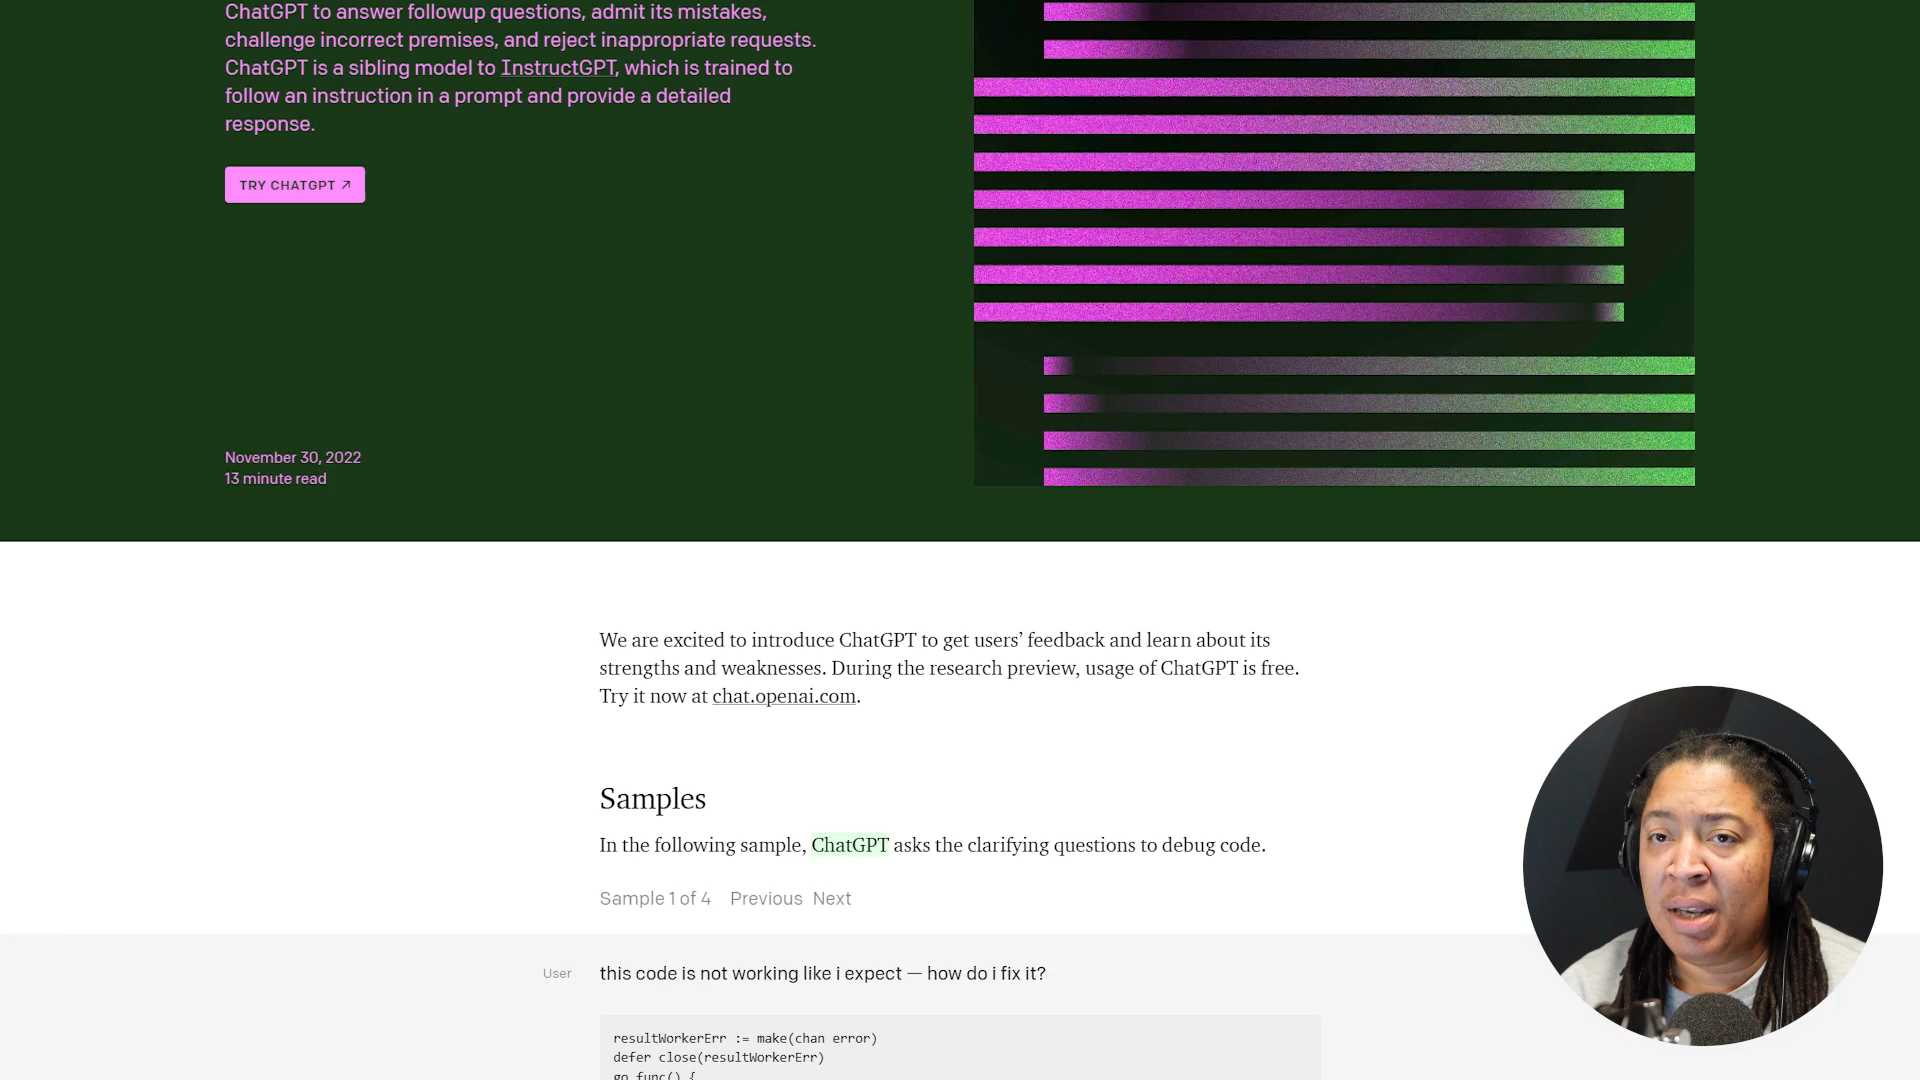 ChatGPT to answer followup questions, admit its mistakes,
challenge incorrect premises, and reject inappropriate requests.
ChatGPT is a sibling model to InstructGPT, which is trained to
follow an instruction in a prompt and provide a detailed
response.
TRY CHATGPT ↗
November 30, 2022
13 minute read
We are excited to introduce ChatGPT to get users’ feedback and learn about its
strengths and weaknesses. During the research preview, usage of ChatGPT is free.
Try it now at chat.openai.com.
Samples
In the following sample, ChatGPT asks the clarifying questions to debug code.
Sample 1 of 4 Previous Next
User this code is not working like i expect — how do i fix it?
resultWorkerErr := make(chan error)
defer close(resultWorkerErr)
go func() {